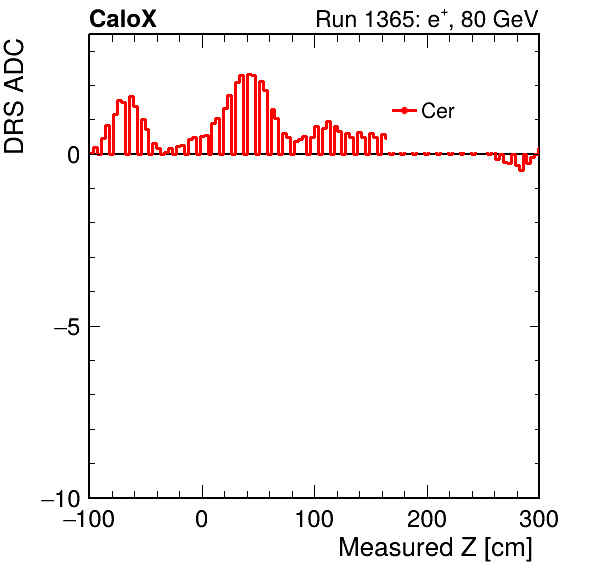 CaloX Run 1365: e⁺, 80 GeV
DRS ADC
Cer
0
−5
−10
−100 0 100 200 300
Measured Z [cm]